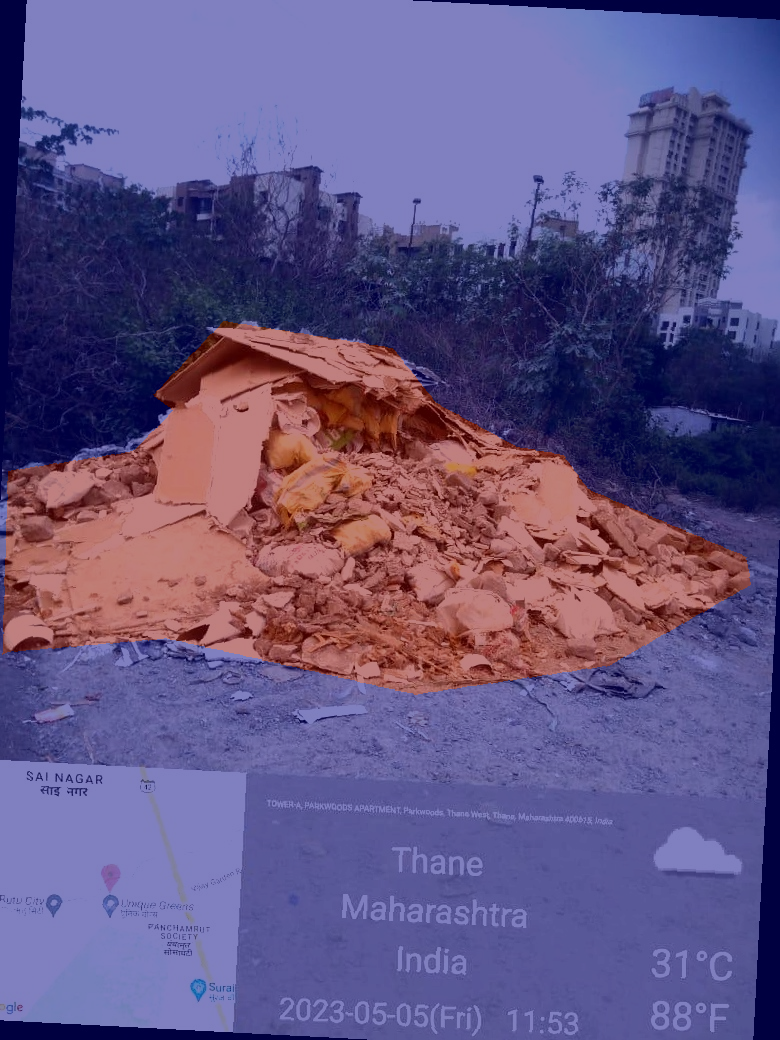 SAI NAGAR
साइ नगर
42
Rutu City
Unique Greens
PANCHAMRUT
SOCIETY
पंचामृत
सोसायटी
Suraj
TOWER-A, PARKWOODS APARTMENT, Parkwoods, Thane West, Thane, Maharashtra 400615, India
Thane
Maharashtra
India
2023-05-05(Fri) 11:53
31°C
88°F